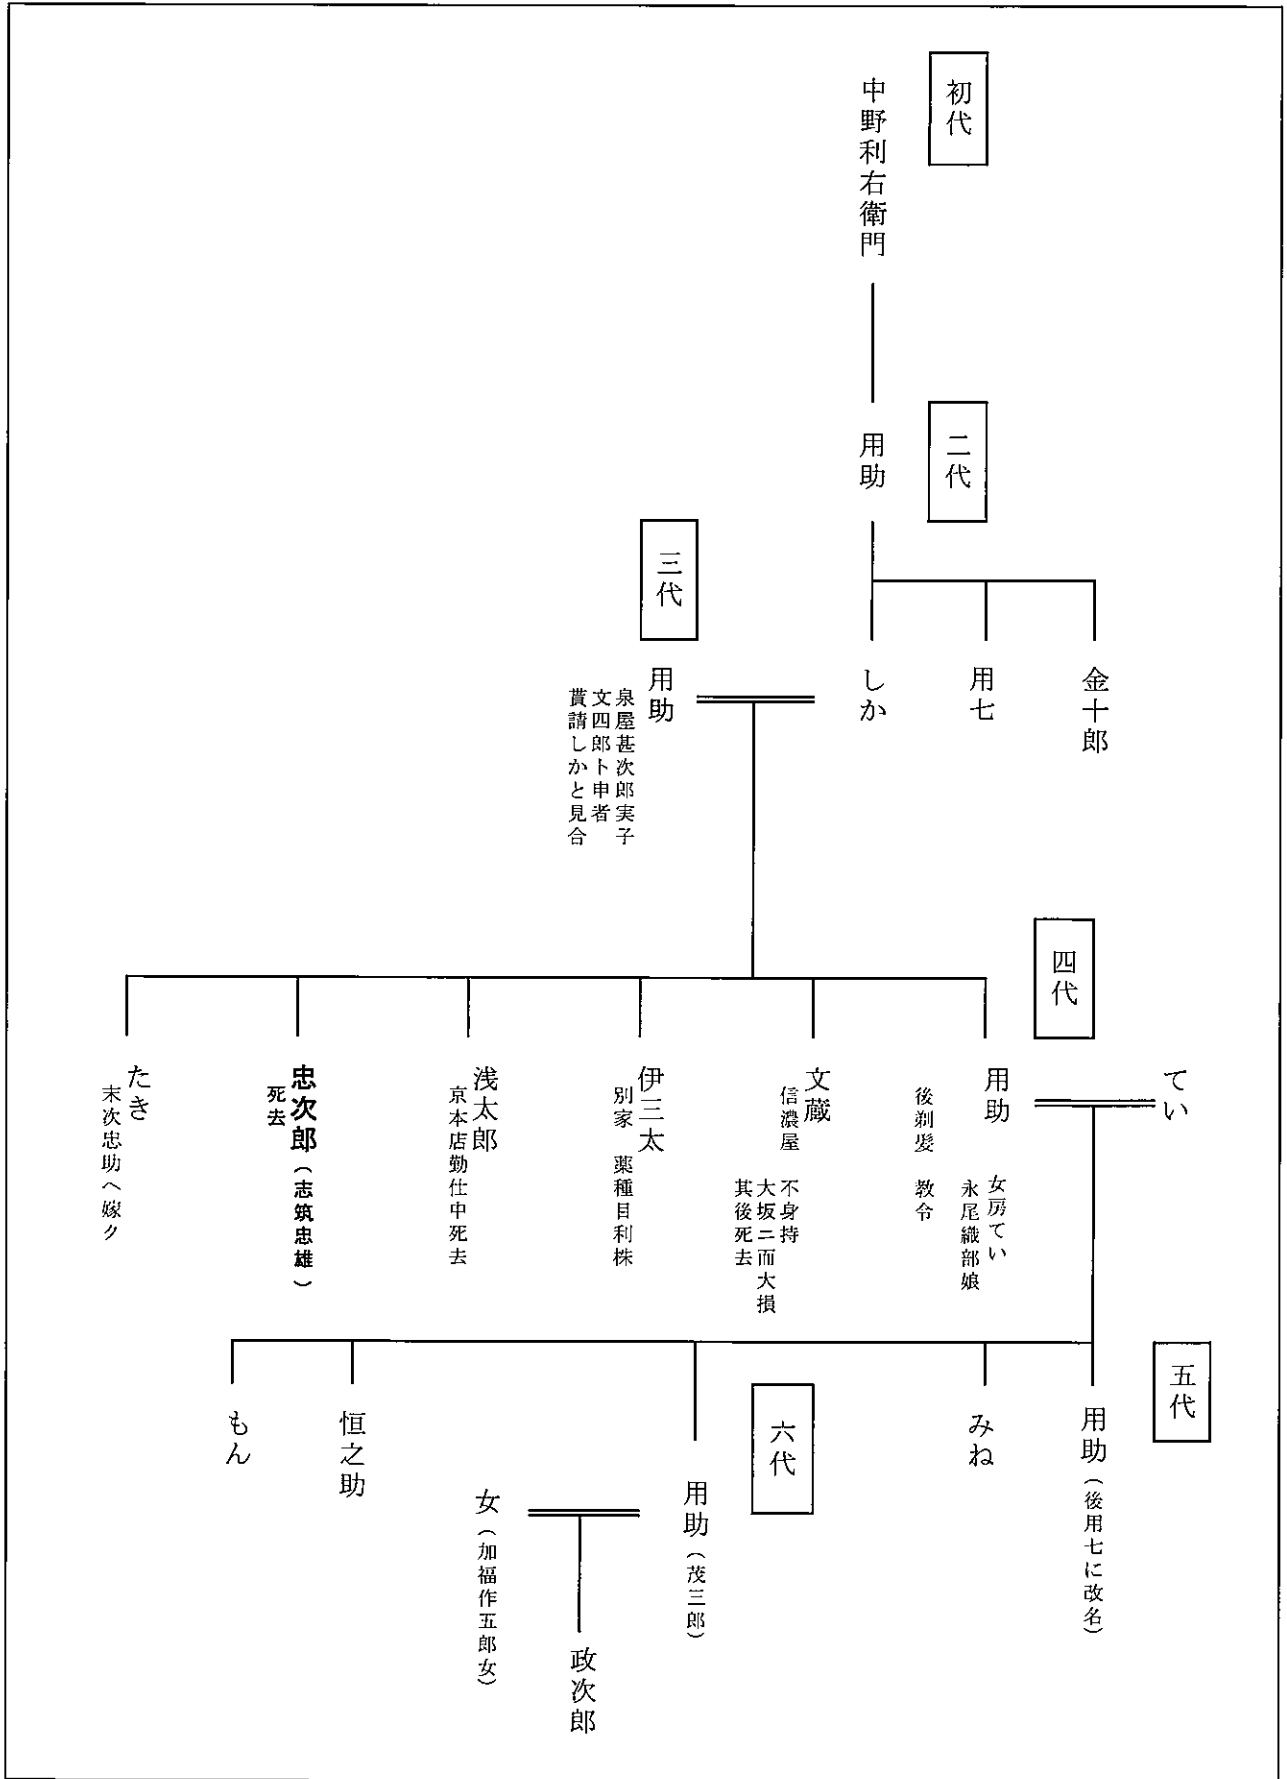 初代
中野利右衛門
二代
用助
金十郎
用七
しか
三代
用助
泉屋甚次郎実子
文四郎ト申者
貰請しかと見合
四代
てい
用助
女房てい
永尾織部娘
後剃髪 教令
文蔵
信濃屋 不身持
大坂ニ而大損
其後死去
伊三太
別家 薬種目利株
浅太郎
京本店勤仕中死去
忠次郎(志筑忠雄)
死去
たき
末次忠助へ嫁ク
五代
用助(後用七に改名)
みね
六代
用助(茂三郎)
女(加福作五郎女)
政次郎
恒之助
もん